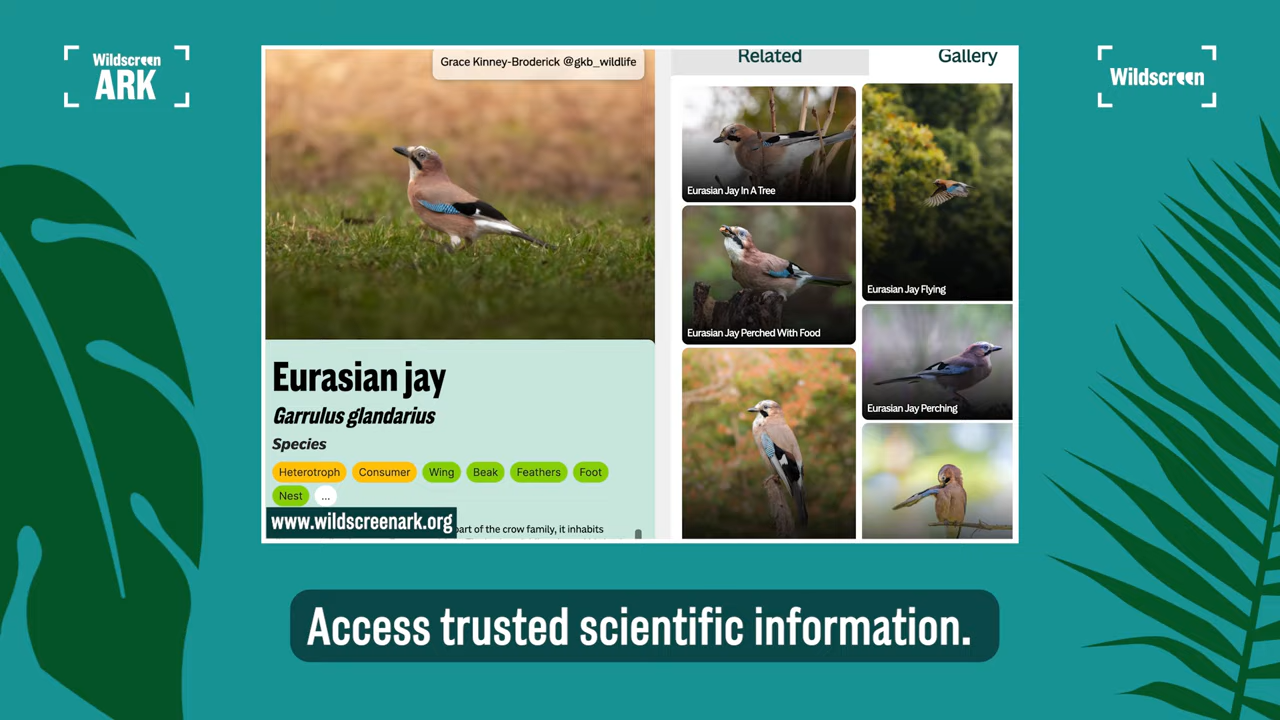 Wildscreen
ARK
Wildscreen
Grace Kinney-Broderick @gkb_wildlife
Related
Gallery
Eurasian Jay In A Tree
Eurasian Jay Perched With Food
Eurasian Jay Flying
Eurasian Jay Perching
Eurasian jay
Garrulus glandarius
Species
Heterotroph Consumer Wing Beak Feathers Foot
Nest ...
www.wildscreenark.org
part of the crow family, it inhabits
Access trusted scientific information.